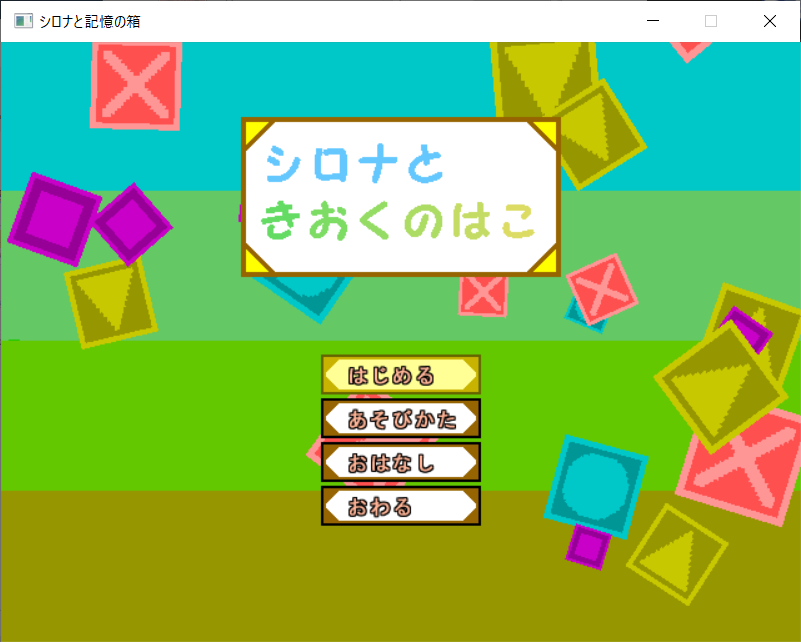 シロナと記憶の箱
シロナと
きおくのはこ
はじめる
あそびかた
おはなし
おわる